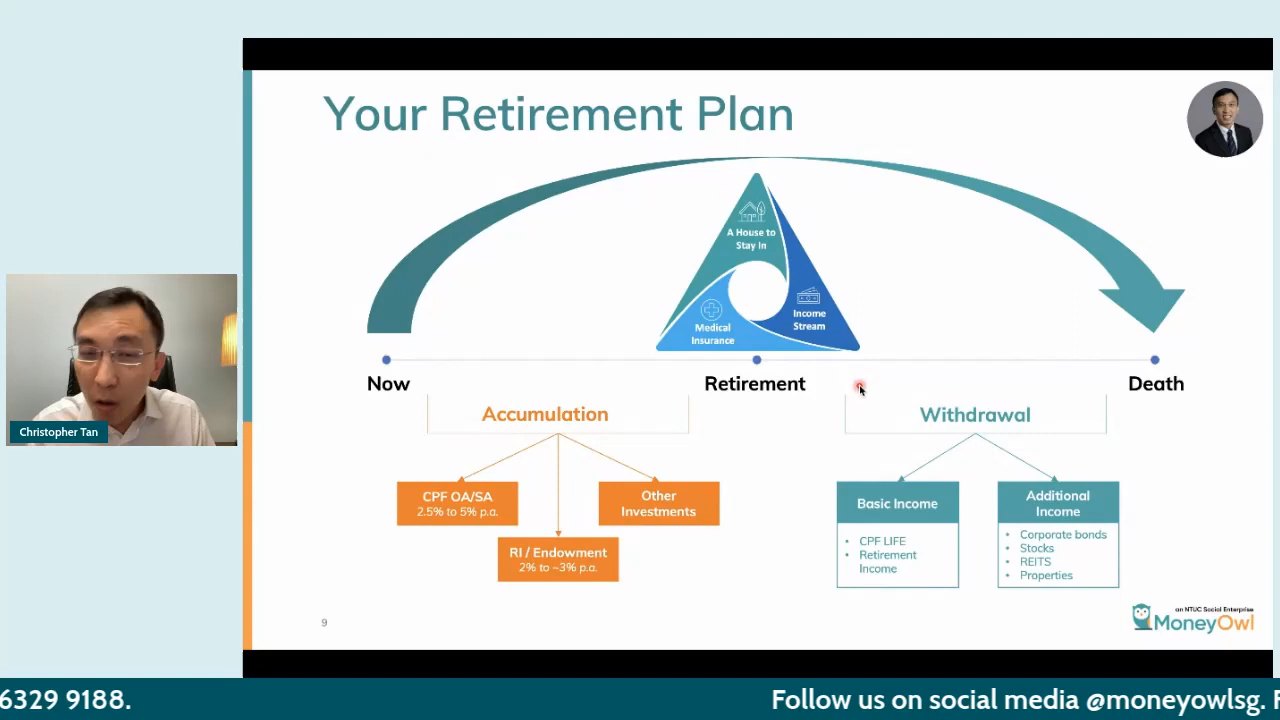 Your Retirement Plan
A House to
Stay In
Income
Stream
Medical
Insurance
Now
Retirement
Death
Accumulation
Withdrawal
CPF OA/SA
2.5% to 5% p.a.
Other
Investments
RI / Endowment
2% to ~3% p.a.
Basic Income
• CPF LIFE
• Retirement
Income
Additional
Income
• Corporate bonds
• Stocks
• REITS
• Properties
9
an NTUC Social Enterprise
MoneyOwl
Christopher Tan
6329 9188.
Follow us on social media @moneyowlsg. F